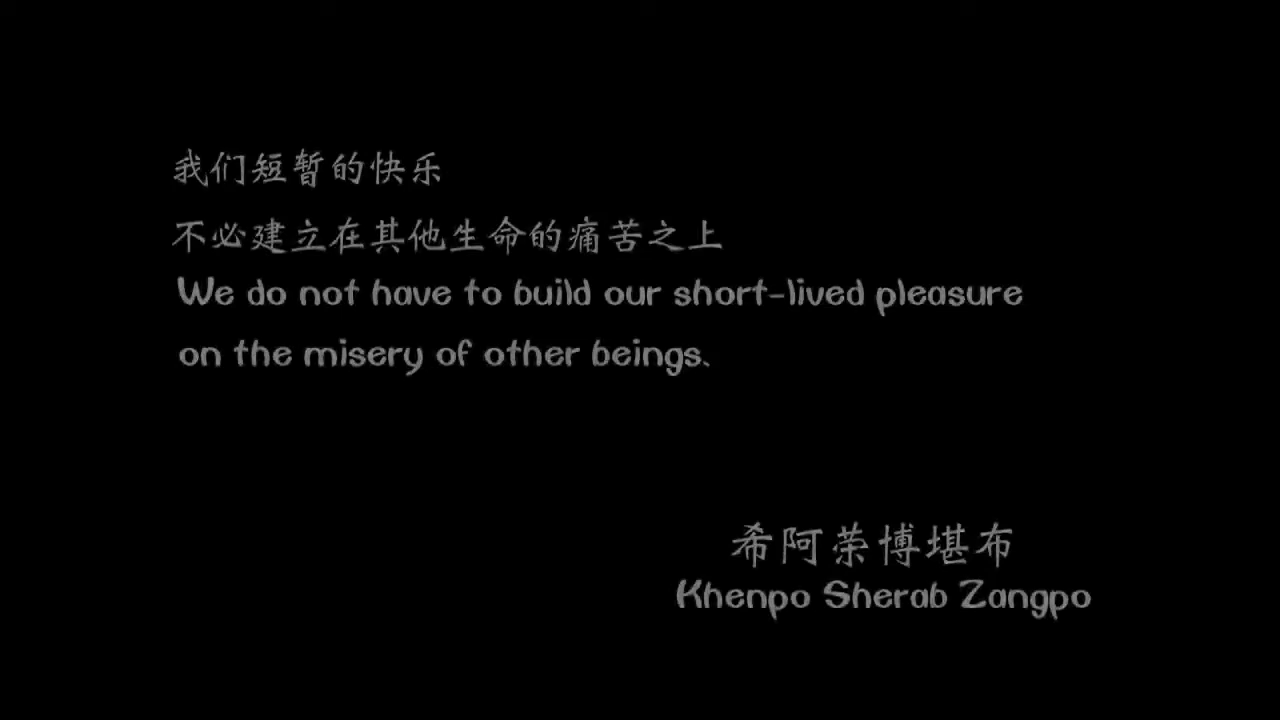 我们短暂的快乐
不必建立在其他生命的痛苦之上
We do not have to build our short-lived pleasure
on the misery of other beings.
希阿荣博堪布
Khenpo Sherab Zangpo